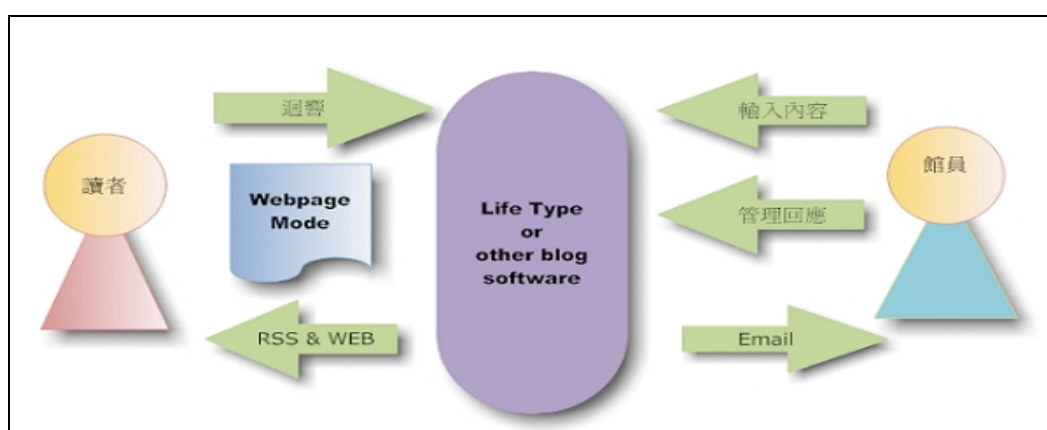 迴響
輸入內容
讀者
館員
Webpage
Mode
Life Type
or
other blog
software
管理回應
RSS & WEB
Email